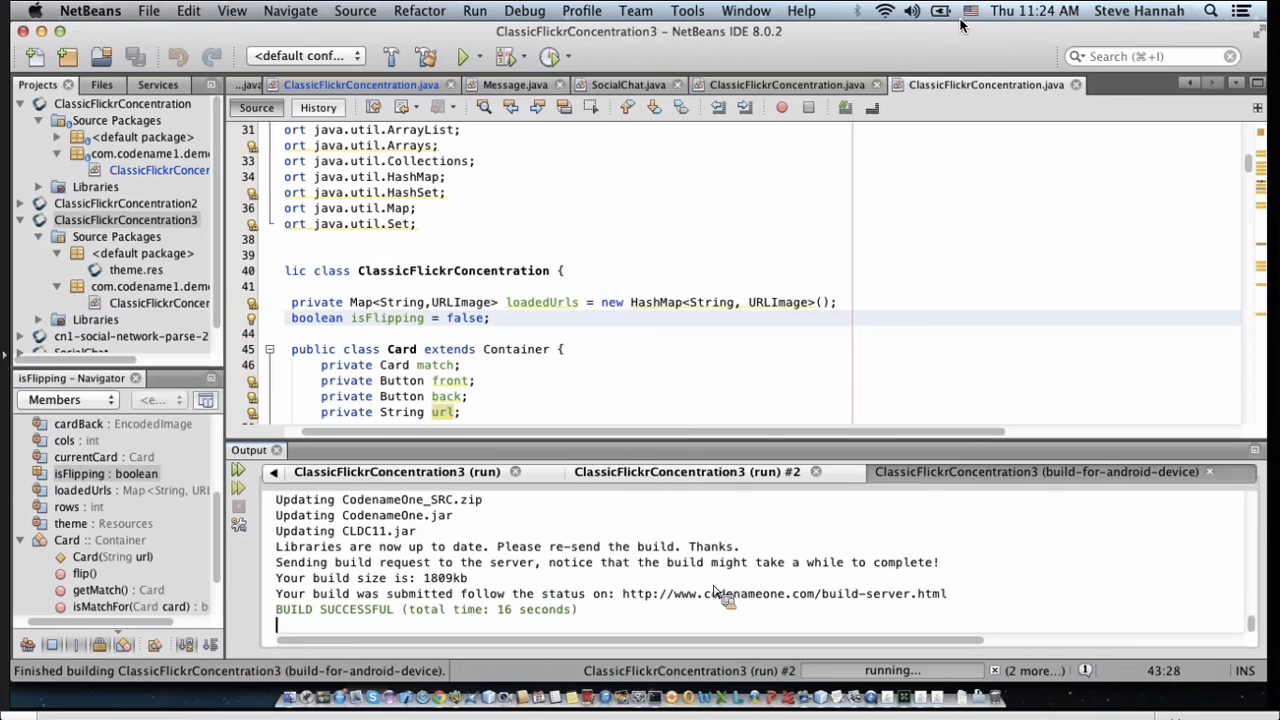 NetBeans File Edit View Navigate Source Refactor Run Debug Profile Team Tools Window Help Thu 11:24 AM Steve Hannah
ClassicFlickrConcentration3 – NetBeans IDE 8.0.2
<default conf... Search (⌘+I)
Projects Files Services
...java ClassicFlickrConcentration.java Message.java SocialChat.java ClassicFlickrConcentration.java ClassicFlickrConcentration.java
Source History
ClassicFlickrConcentration
Source Packages
<default package>
com.codename1.demo
ClassicFlickrConcer
Libraries
ClassicFlickrConcentration2
ClassicFlickrConcentration3
Source Packages
<default package>
theme.res
com.codename1.demo
ClassicFlickrConcer
Libraries
cn1-social-network-parse-2
SocialChat
31 ort java.util.ArrayList;
ort java.util.Arrays;
33 ort java.util.Collections;
34 ort java.util.HashMap;
ort java.util.HashSet;
36 ort java.util.Map;
ort java.util.Set;
38
39
40 lic class ClassicFlickrConcentration {
41
private Map<String,URLImage> loadedUrls = new HashMap<String, URLImage>();
boolean isFlipping = false;
44
45 public class Card extends Container {
46 private Card match;
private Button front;
private Button back;
private String url;
isFlipping – Navigator
Members <e...
cardBack : EncodedImage
cols : int
currentCard : Card
isFlipping : boolean
loadedUrls : Map<String, URLI
rows : int
theme : Resources
Card :: Container
Card(String url)
flip()
getMatch()
isMatchFor(Card card) : boolean
Output
ClassicFlickrConcentration3 (run) ClassicFlickrConcentration3 (run) #2 ClassicFlickrConcentration3 (build-for-android-device)
Updating CodenameOne_SRC.zip
Updating CodenameOne.jar
Updating CLDC11.jar
Libraries are now up to date. Please re-send the build. Thanks.
Sending build request to the server, notice that the build might take a while to complete!
Your build size is: 1809kb
Your build was submitted follow the status on: http://www.codenameone.com/build-server.html
BUILD SUCCESSFUL (total time: 16 seconds)
Finished building ClassicFlickrConcentration3 (build-for-android-device). ClassicFlickrConcentration3 (run) #2 running... (2 more...) 1 43:28 INS